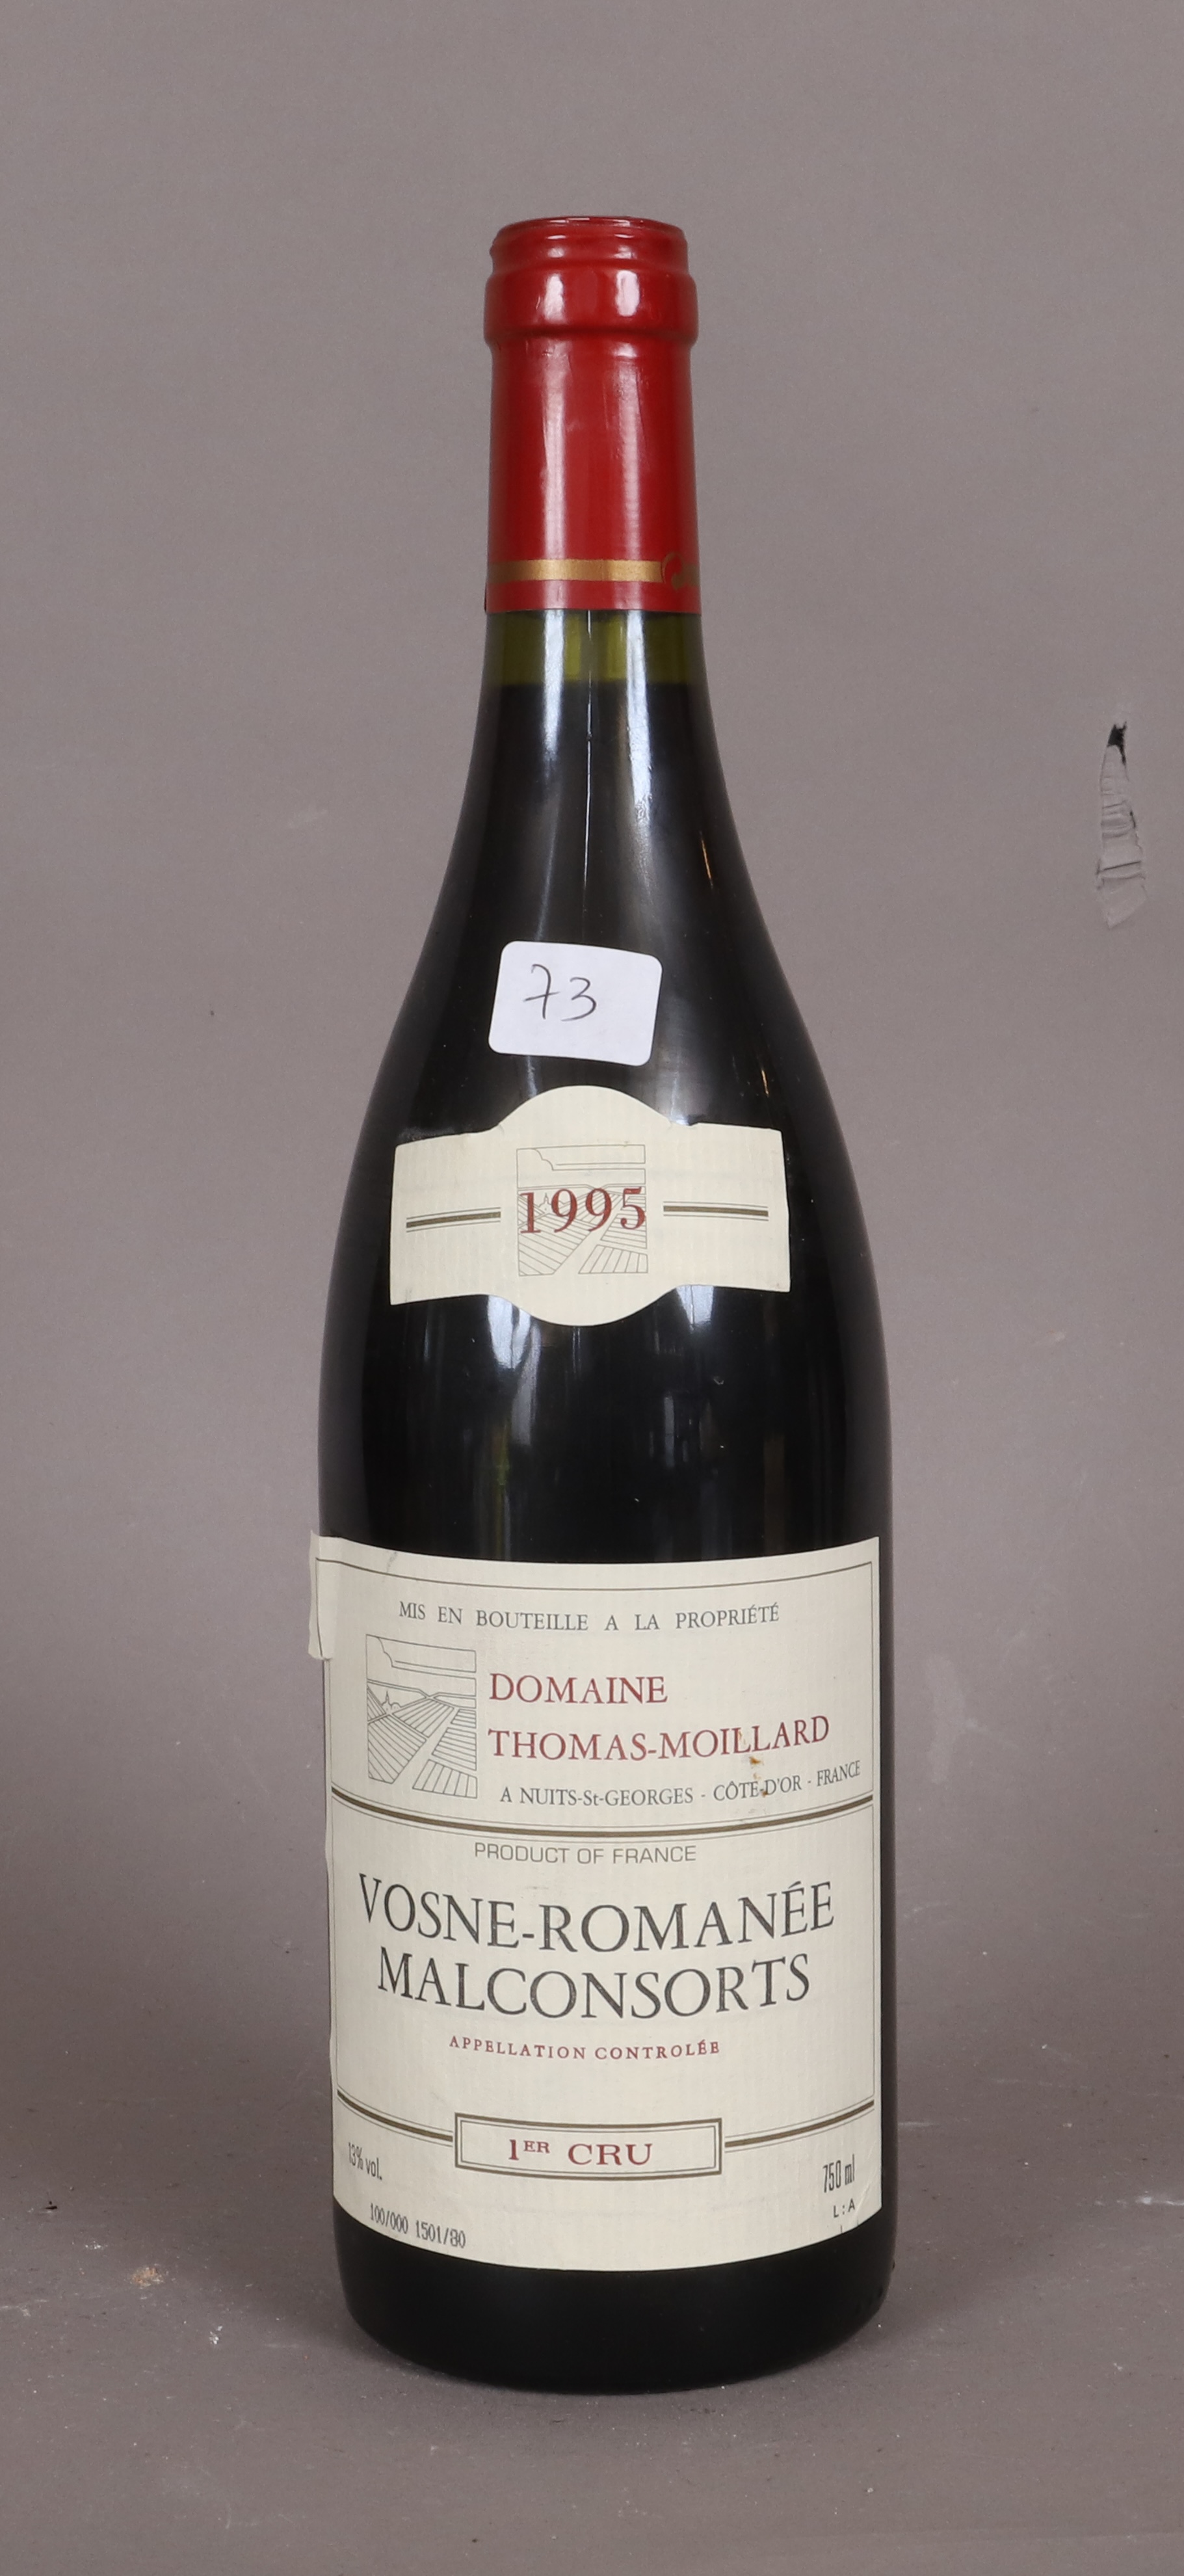 73
1995
MIS EN BOUTEILLE A LA PROPRIÉTÉ
DOMAINE
THOMAS-MOILLARD
A NUITS-St-GEORGES - CÔTE-D'OR - FRANCE
PRODUCT OF FRANCE
VOSNE-ROMANÉE
MALCONSORTS
APPELLATION CONTROLÉE
1ER CRU
13% vol.
750 ml
L : A
100/000 1501/80